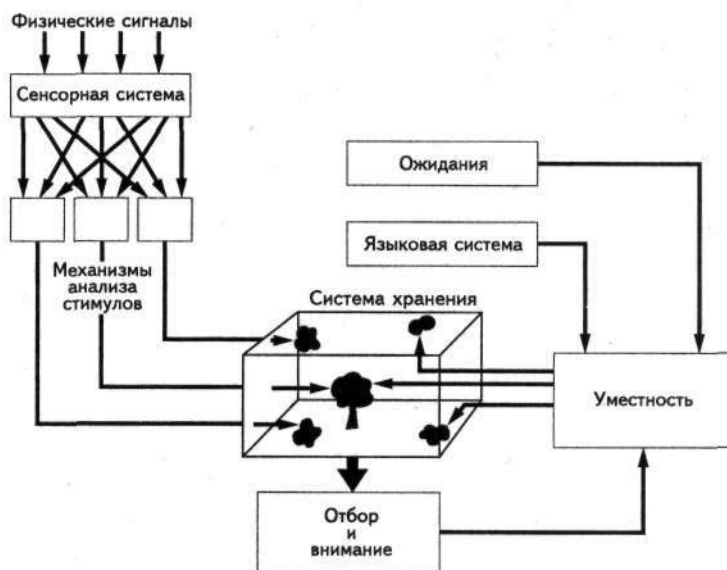 Физические сигналы
Сенсорная система
Ожидания
Языковая система
Механизмы
анализа
стимулов
Система хранения
Уместность
Отбор
и
внимание